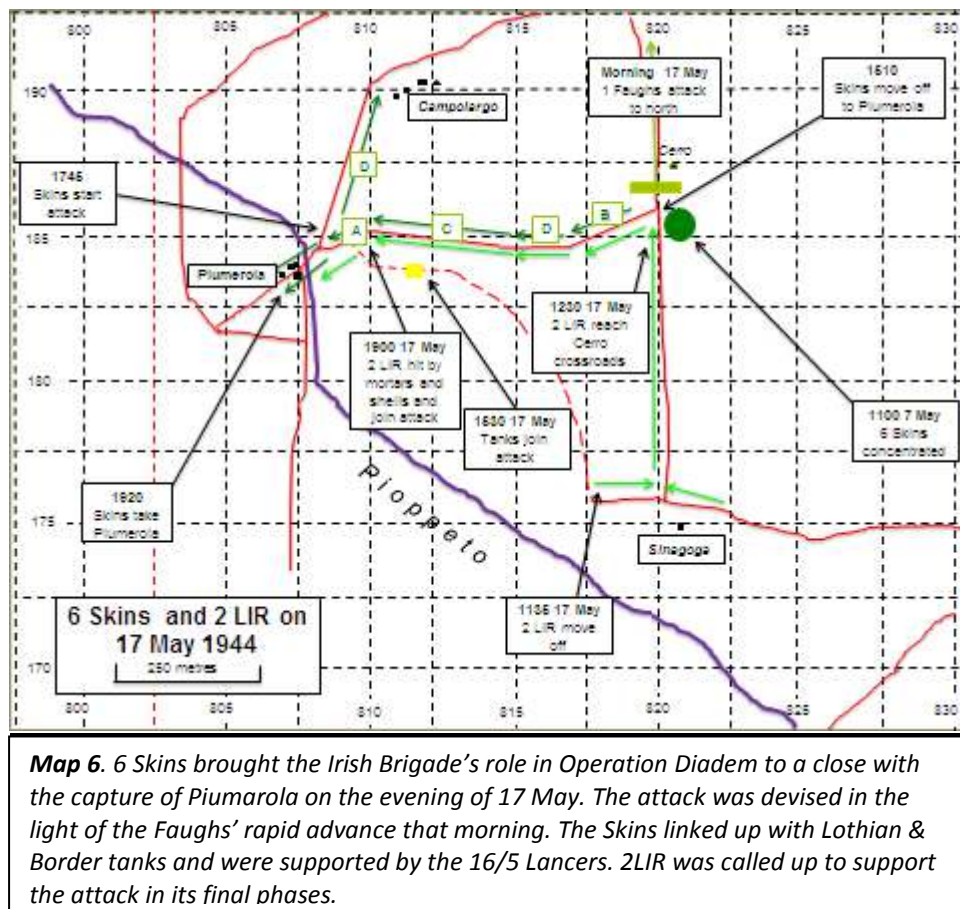 800
805
810
815
820
825
830
190
Campolargo
Morning 17 May
1 Faughs attack
to north
1510
Skins move off
to Piumerola
Cerro
1745
Skins start
attack
D
A
C
D
B
185
Piumerola
1230 17 May
2 LIR reach
Cerro
crossroads
1900 17 May
2 LIR hit by
mortars and
shells and
join attack
1530 17 May
Tanks join
attack
1100 7 May
6 Skins
concentrated
180
1920
Skins take
Piumerola
Pioppeto
175
Sinagoga
1135 17 May
2 LIR move
off
6 Skins and 2 LIR on
17 May 1944
250 metres
170
800
805
810
815
820
825
830
Map 6. 6 Skins brought the Irish Brigade’s role in Operation Diadem to a close with
the capture of Piumarola on the evening of 17 May. The attack was devised in the
light of the Faughs’ rapid advance that morning. The Skins linked up with Lothian &
Border tanks and were supported by the 16/5 Lancers. 2LIR was called up to support
the attack in its final phases.